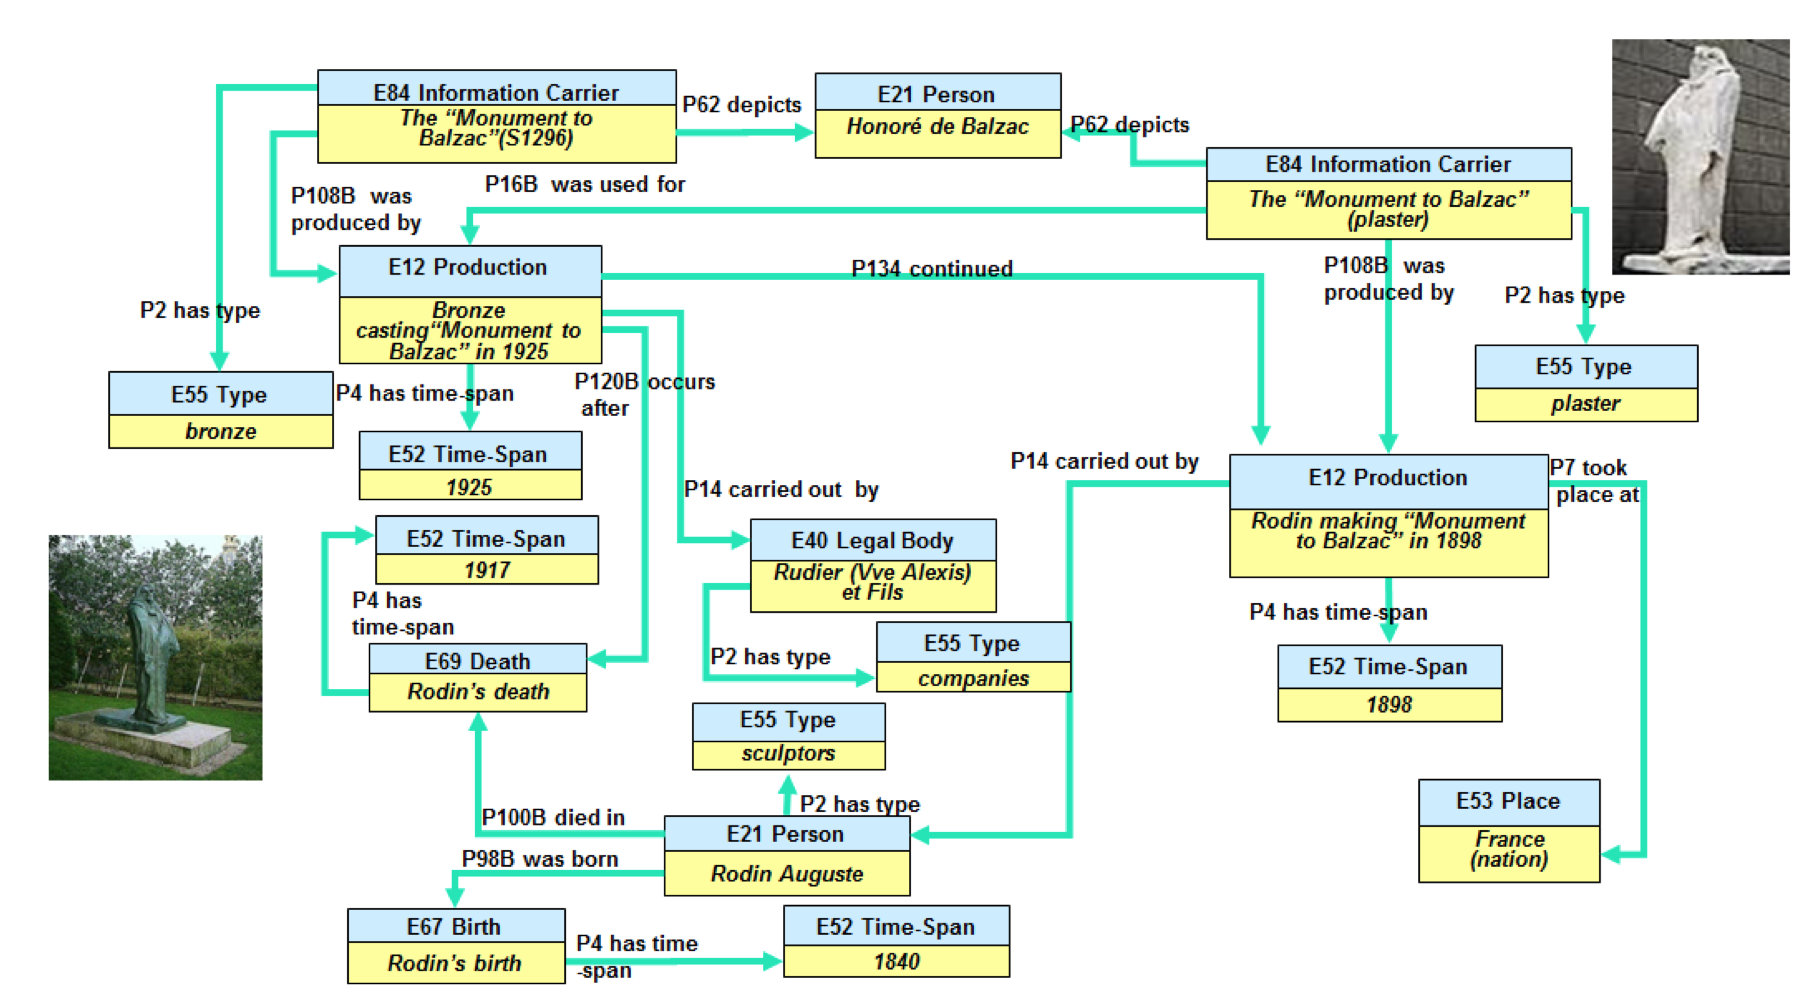 E84 Information Carrier
The “Monument to
Balzac”(S1296)
P62 depicts
E21 Person
Honoré de Balzac
P62 depicts
E84 Information Carrier
The “Monument to Balzac”
(plaster)
P108B was
produced by
P16B was used for
E12 Production
Bronze
casting“Monument to
Balzac” in 1925
P134 continued
P108B was
produced by
P2 has type
P2 has type
E55 Type
bronze
P4 has time-span
P120B occurs
after
E55 Type
plaster
E52 Time-Span
1925
P14 carried out by
P14 carried out by
E12 Production
Rodin making “Monument
to Balzac” in 1898
P7 took
place at
E52 Time-Span
1917
E40 Legal Body
Rudier (Vve Alexis)
et Fils
P4 has
time-span
P4 has time-span
E69 Death
Rodin’s death
P2 has type
E55 Type
companies
E52 Time-Span
1898
E55 Type
sculptors
P2 has type
P100B died in
E21 Person
Rodin Auguste
E53 Place
France
(nation)
P98B was born
E67 Birth
Rodin’s birth
P4 has time
-span
E52 Time-Span
1840